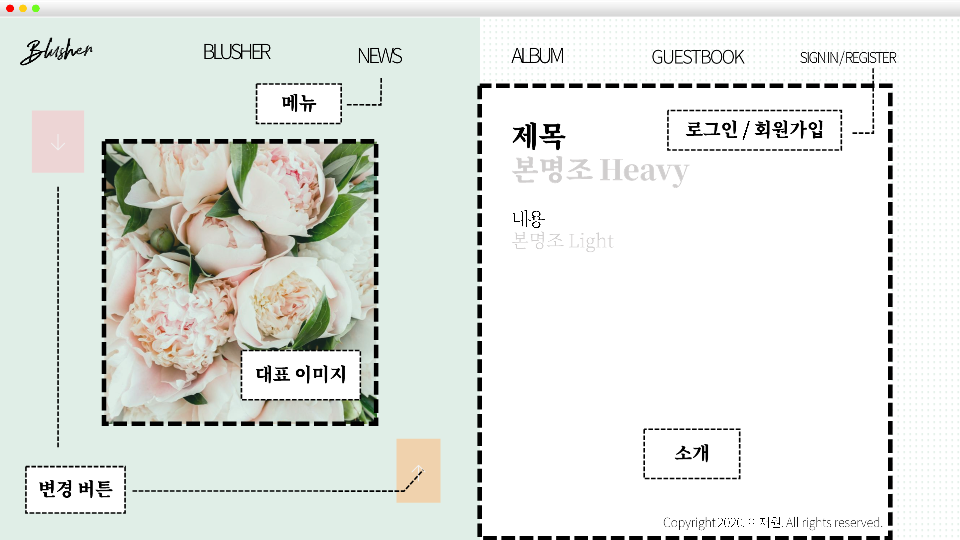 Blusher
BLUSHER
NEWS
ALBUM
GUESTBOOK
SIGN IN / REGISTER
메뉴
로그인 / 회원가입
제목
본명조 Heavy
내용
본명조 Light
대표 이미지
소개
변경 버튼
Copyright 2020. 지원. All rights reserved.